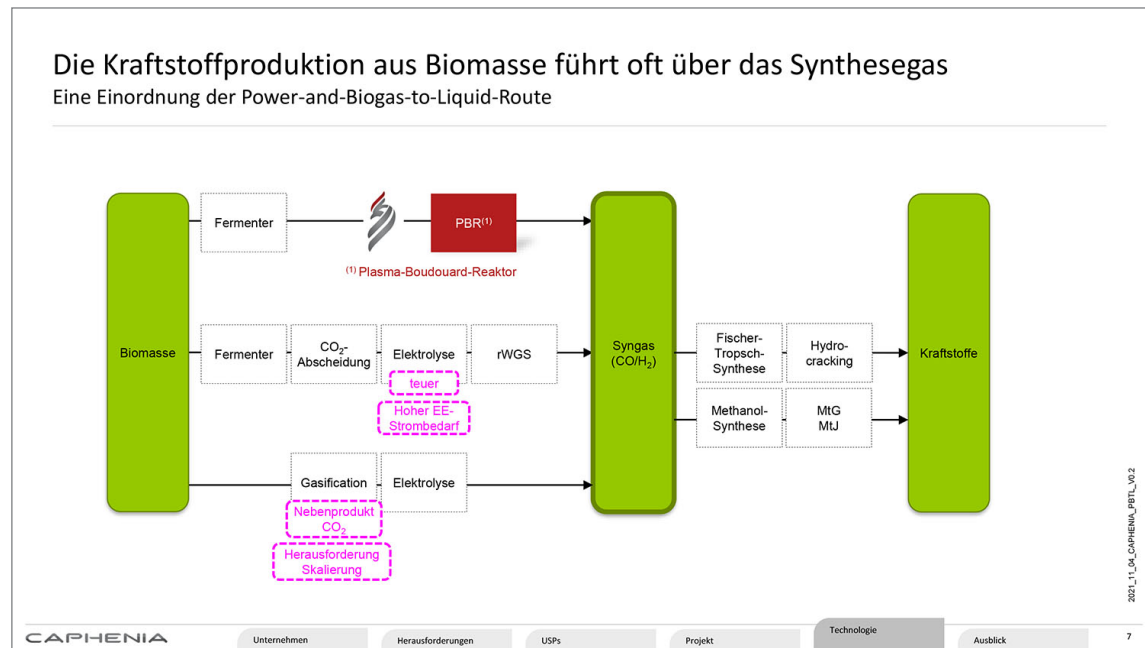 Die Kraftstoffproduktion aus Biomasse führt oft über das Synthesegas
Eine Einordnung der Power-and-Biogas-to-Liquid-Route
Biomasse
Fermenter
PBR(1)
(1) Plasma-Boudouard-Reaktor
Fermenter
CO₂-
Abscheidung
Elektrolyse
rWGS
teuer
Hoher EE-
Strombedarf
Gasification
Elektrolyse
Nebenprodukt
CO₂
Herausforderung
Skalierung
Syngas
(CO/H₂)
Fischer-
Tropsch-
Synthese
Hydro-
cracking
Methanol-
Synthese
MtG
MtJ
Kraftstoffe
2021_11_04_CAPHENIA_PBTL_V0.2
CAPHENIA
Unternehmen
Herausforderungen
USPs
Projekt
Technologie
Ausblick
7